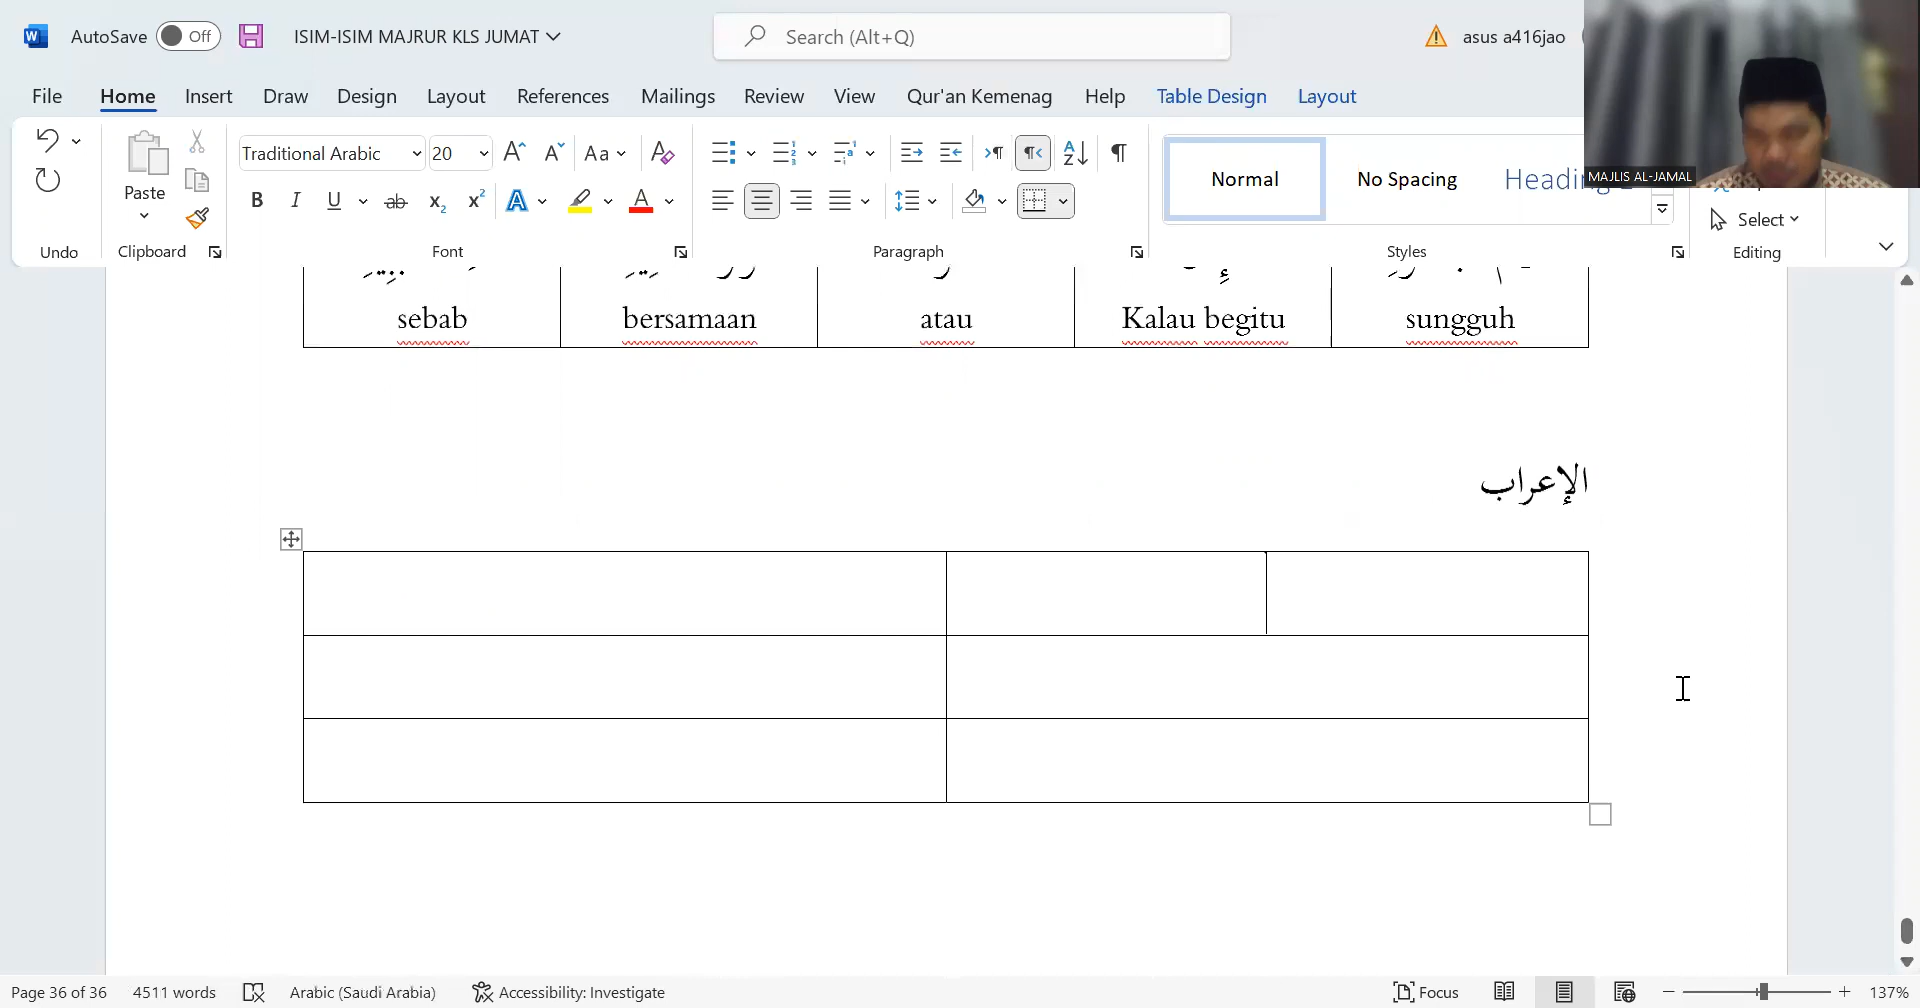 AutoSave Off ISIM-ISIM MAJRUR KLS JUMAT Search (Alt+Q) asus a416jao
File Home Insert Draw Design Layout References Mailings Review View Qur'an Kemenag Help Table Design Layout
MAJLIS AL-JAMAL
Traditional Arabic 20 Aa
Paste
Normal No Spacing Heading
Select
Undo Clipboard Font Paragraph Styles Editing
sebab bersamaan atau Kalau begitu sungguh
الإعراب
Page 36 of 36 4511 words Arabic (Saudi Arabia) Accessibility: Investigate Focus 137%